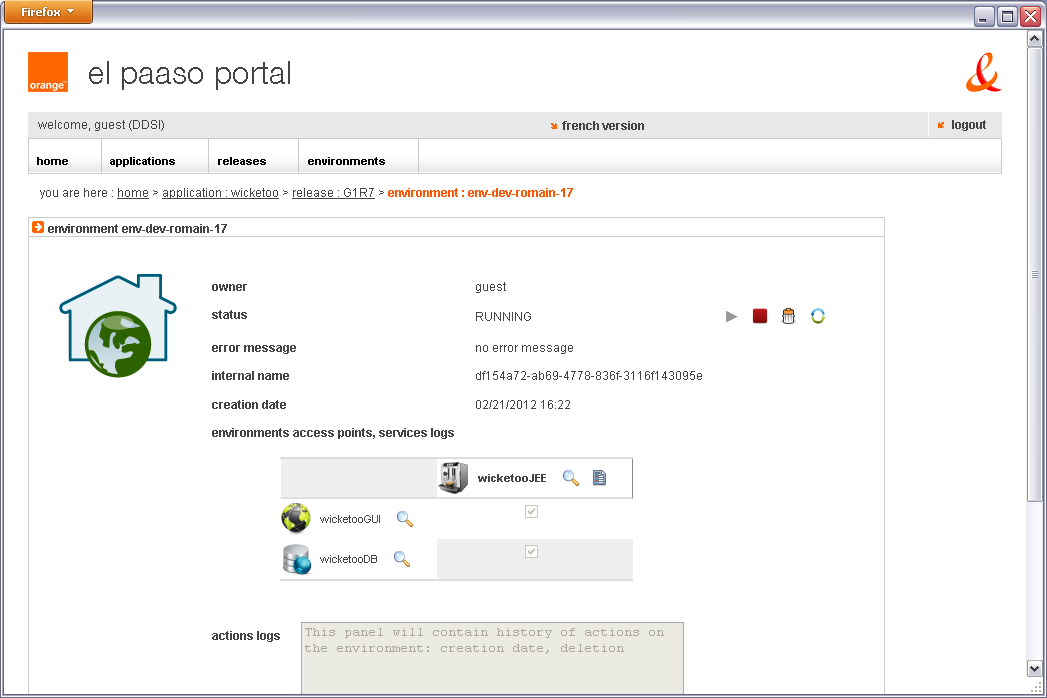 Firefox
orange™
el paaso portal
welcome, guest (DDSI)
french version
logout
home
applications
releases
environments
you are here : home > application : wicketoo > release : G1R7 > environment : env-dev-romain-17
environment env-dev-romain-17
owner guest
status RUNNING
error message no error message
internal name df154a72-ab69-4778-836f-3116f143095e
creation date 02/21/2012 16:22
environments access points, services logs
wicketooJEE
wicketooGUI
wicketooDB
actions logs
This panel will contain history of actions on
the environment: creation date, deletion